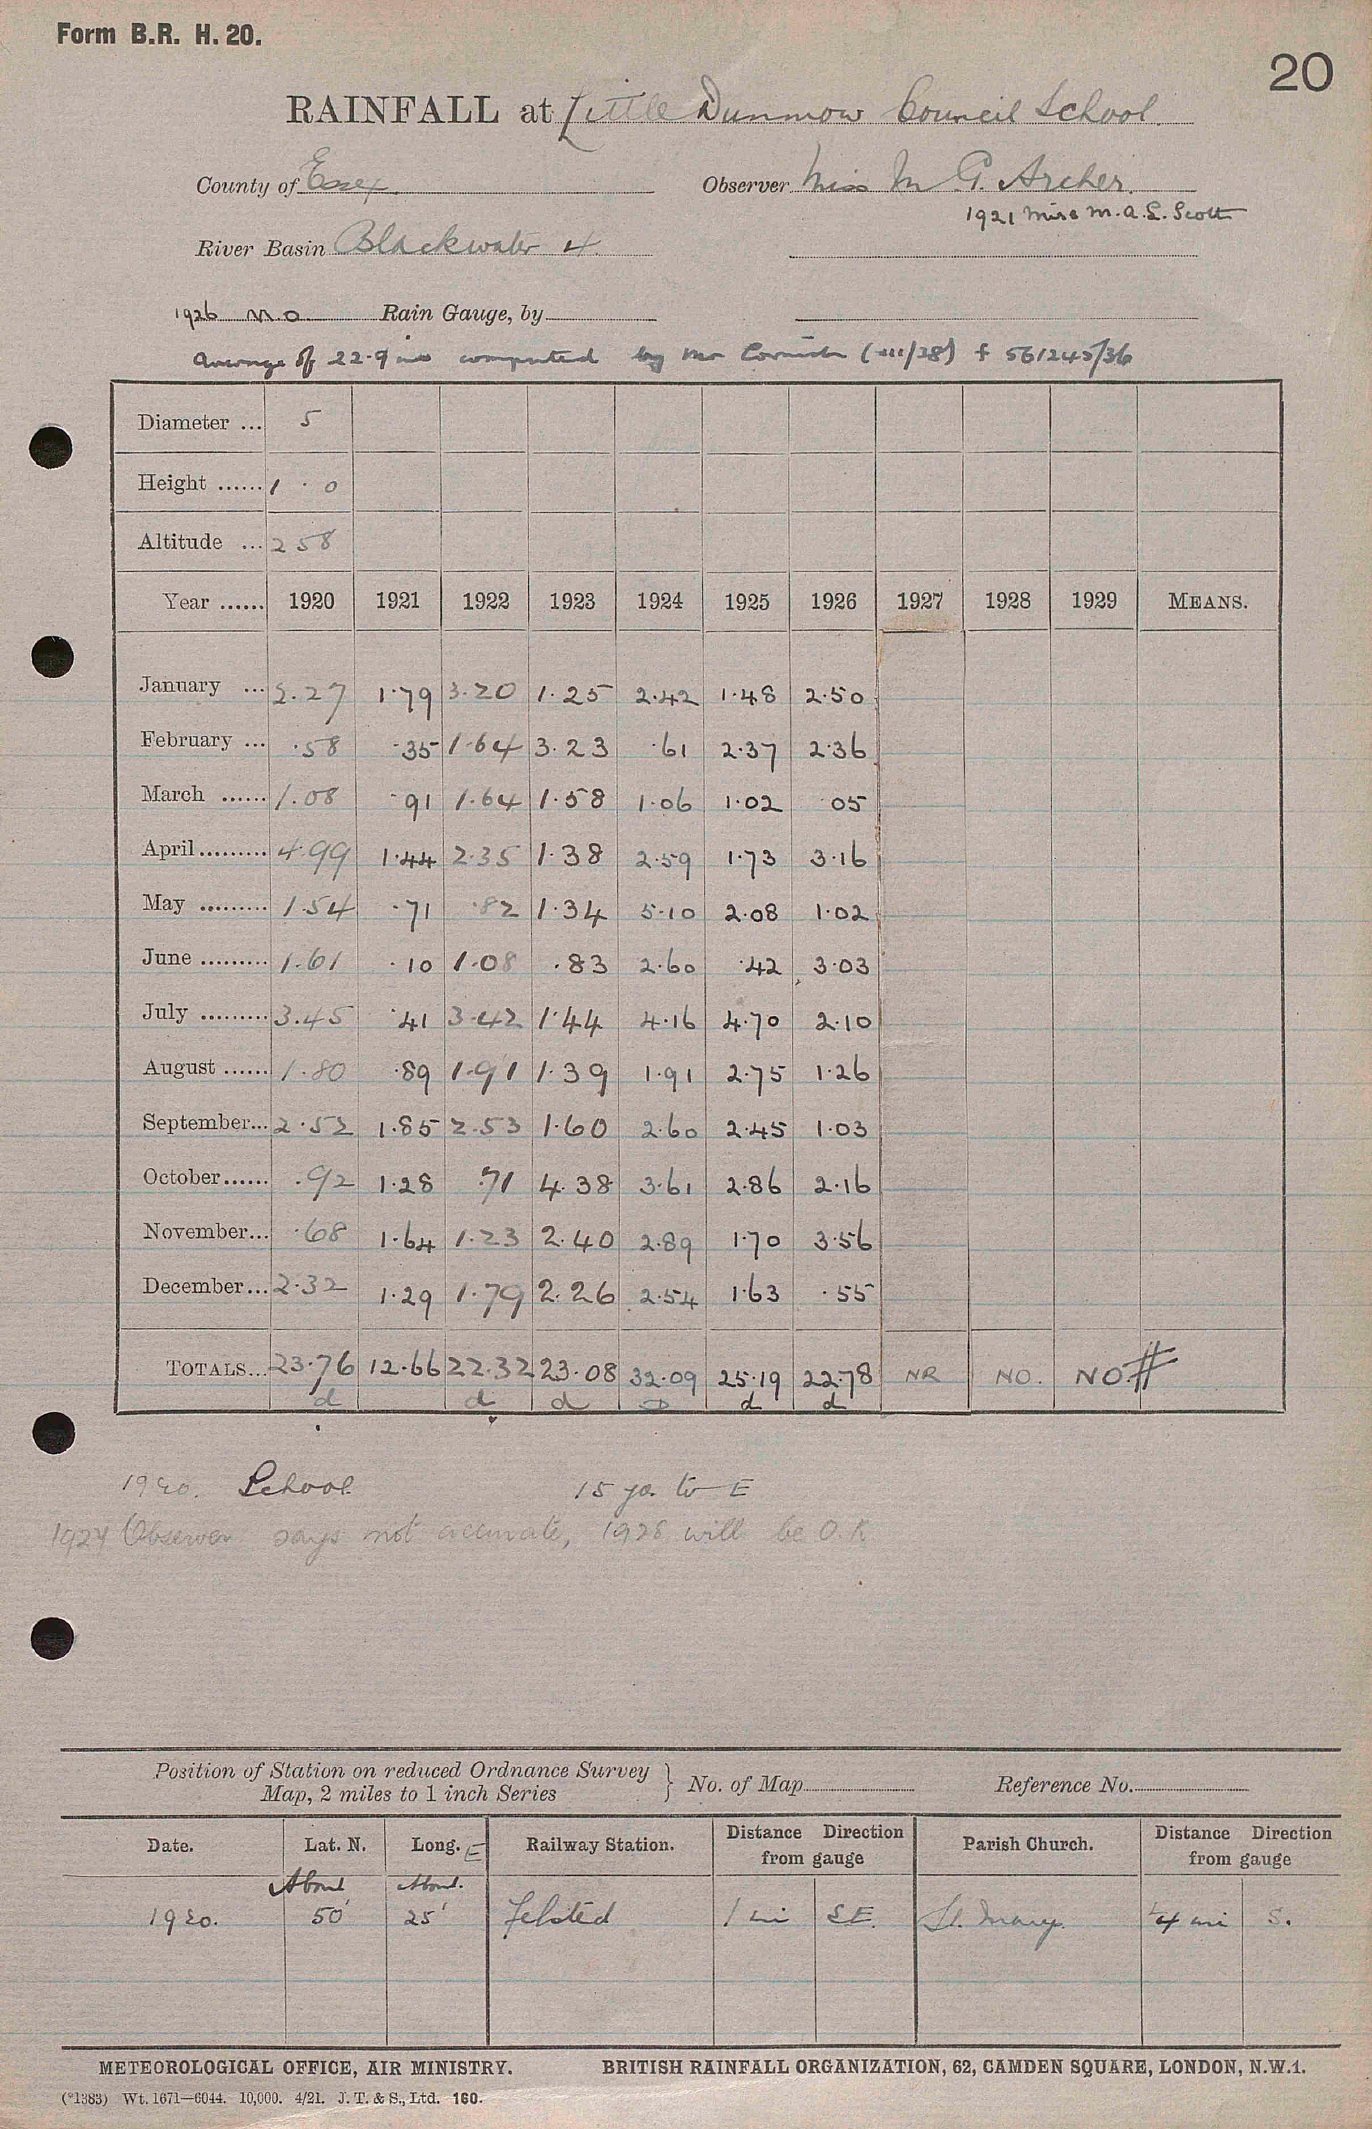 Form B.R. H. 20.
20
RAINFALL at Little Dunmow Council School
County of Essex Observer Miss M G. Archer.
1921 Miss M.A.L. Scott
River Basin Blackwater 4.
1926 M.O. Rain Gauge, by
Average of 22.9 ins computed by Mr Cornish (/28) f 561245/36
Diameter ... 5
Height ...... 1 · 0
Altitude ... 258
Year ...... 1920 1921 1922 1923 1924 1925 1926 1927 1928 1929 MEANS.
January ... 2.27 1.79 3.20 1.25 2.42 1.48 2.50
February ... .58 .35 1.64 3.23 .61 2.37 2.36
March ...... 1.08 .91 1.64 1.58 1.06 1.02 .05
April ......... 4.99 1.44 2.35 1.38 2.59 1.73 3.16
May ......... 1.54 .71 .82 1.34 5.10 2.08 1.02
June ......... 1.61 .10 1.08 .83 2.60 .42 3.03
July ......... 3.45 .41 3.42 1.44 4.16 4.70 2.10
August ...... 1.80 .89 1.91 1.39 1.91 2.75 1.26
September... 2.52 1.85 2.53 1.60 2.60 2.45 1.03
October...... .92 1.28 .71 4.38 3.61 2.86 2.16
November... .68 1.64 1.23 2.40 2.89 1.70 3.56
December... 2.32 1.29 1.79 2.26 2.54 1.63 .55
TOTALS... 23.76 12.66 22.32 23.08 32.09 25.19 22.78 NR NO. NO #
d d d d d
1920. School 15 yds to E
1927 Observer says not accurate, 1928 will be O.K
Position of Station on reduced Ordnance Survey
Map, 2 miles to 1 inch Series } No. of Map Reference No.
Date. Lat. N. Long. E Railway Station. Distance Direction from gauge Parish Church. Distance Direction from gauge
About About.
1920. 50' 25' Felsted 1 mi SE. St. Mary ¼ mi S.
METEOROLOGICAL OFFICE, AIR MINISTRY. BRITISH RAINFALL ORGANIZATION, 62, CAMDEN SQUARE, LONDON, N.W.1.
(*1383) Wt. 1671—6044. 10,000. 4/21. J. T. & S., Ltd. 160.